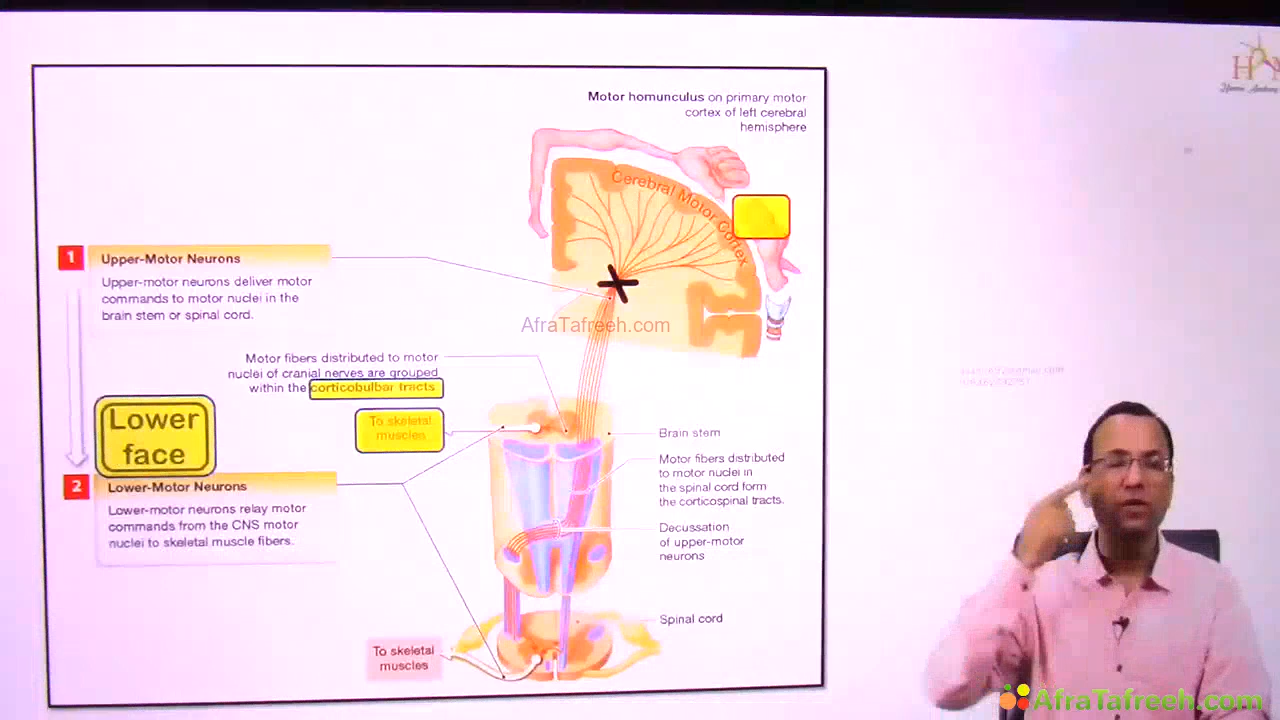 Motor homunculus on primary motor
cortex of left cerebral
hemisphere
Cerebral Motor Cortex
1
Upper-Motor Neurons
Upper-motor neurons deliver motor
commands to motor nuclei in the
brain stem or spinal cord.
AfraTafreeh.com
Motor fibers distributed to motor
nuclei of cranial nerves are grouped
within the corticobulbar tracts
Lower
face
To skeletal
muscles
Brain stem
Motor fibers distributed
to motor nuclei in
the spinal cord form
the corticospinal tracts.
2
Lower-Motor Neurons
Lower-motor neurons relay motor
commands from the CNS motor
nuclei to skeletal muscle fibers.
Decussation
of upper-motor
neurons
Spinal cord
To skeletal
muscles
AfraTafreeh.com